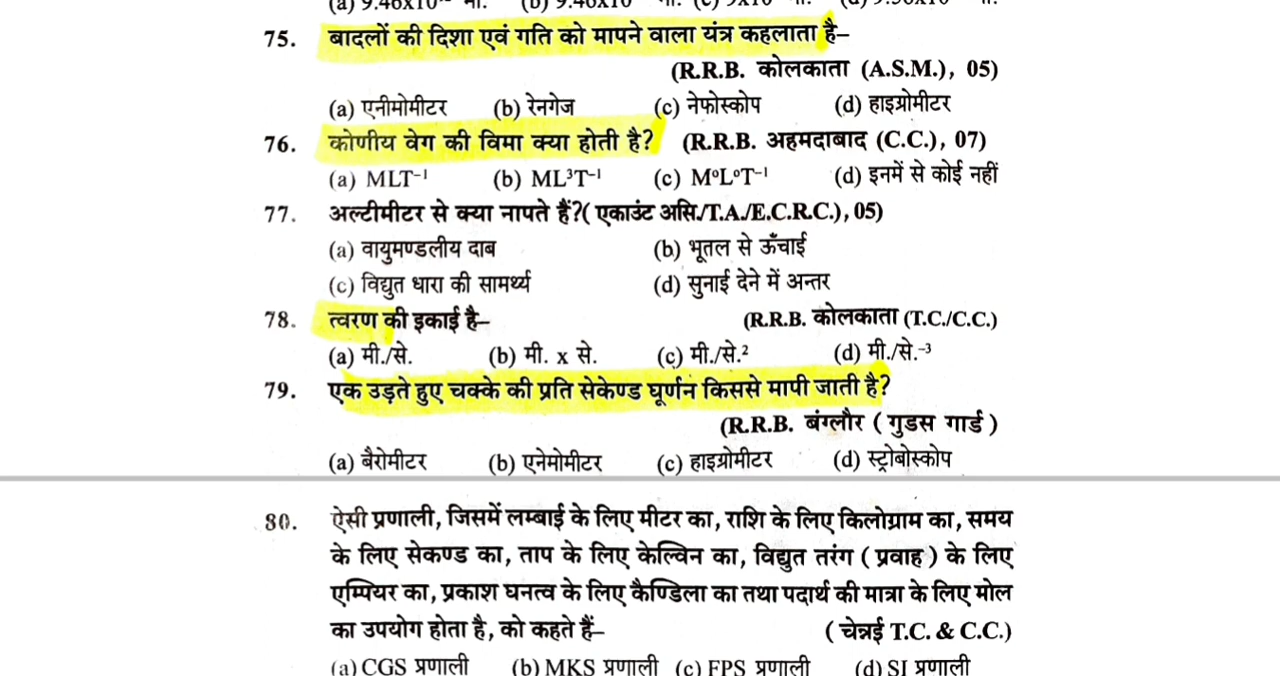 75. बादलों की दिशा एवं गति को मापने वाला यंत्र कहलाता है–
(R.R.B. कोलकाता (A.S.M.), 05)
(a) एनीमोमीटर (b) रेनगेज (c) नेफोस्कोप (d) हाइग्रोमीटर
76. कोणीय वेग की विमा क्या होती है? (R.R.B. अहमदाबाद (C.C.), 07)
(a) MLT⁻¹ (b) ML³T⁻¹ (c) M⁰L⁰T⁻¹ (d) इनमें से कोई नहीं
77. अल्टीमीटर से क्या नापते हैं?( एकाउंट असि./T.A./E.C.R.C.), 05)
(a) वायुमण्डलीय दाब (b) भूतल से ऊँचाई
(c) विद्युत धारा की सामर्थ्य (d) सुनाई देने में अन्तर
78. त्वरण की इकाई है– (R.R.B. कोलकाता (T.C./C.C.)
(a) मी./से. (b) मी. x से. (c) मी./से.² (d) मी./से.⁻³
79. एक उड़ते हुए चक्के की प्रति सेकेण्ड घूर्णन किससे मापी जाती है?
(R.R.B. बंग्लौर ( गुडस गार्ड )
(a) बैरोमीटर (b) एनेमोमीटर (c) हाइग्रोमीटर (d) स्ट्रोबोस्कोप
80. ऐसी प्रणाली, जिसमें लम्बाई के लिए मीटर का, राशि के लिए किलोग्राम का, समय
के लिए सेकण्ड का, ताप के लिए केल्विन का, विद्युत तरंग ( प्रवाह ) के लिए
एम्पियर का, प्रकाश घनत्व के लिए कैण्डिला का तथा पदार्थ की मात्रा के लिए मोल
का उपयोग होता है, को कहते हैं– ( चेन्नई T.C. & C.C.)
(a) CGS प्रणाली (b) MKS प्रणाली (c) FPS प्रणाली (d) SI प्रणाली